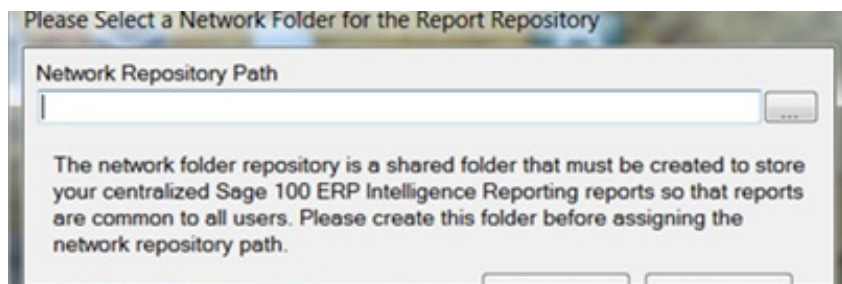 Please Select a Network Folder for the Report Repository
Network Repository Path
...
The network folder repository is a shared folder that must be created to store
your centralized Sage 100 ERP Intelligence Reporting reports so that reports
are common to all users. Please create this folder before assigning the
network repository path.